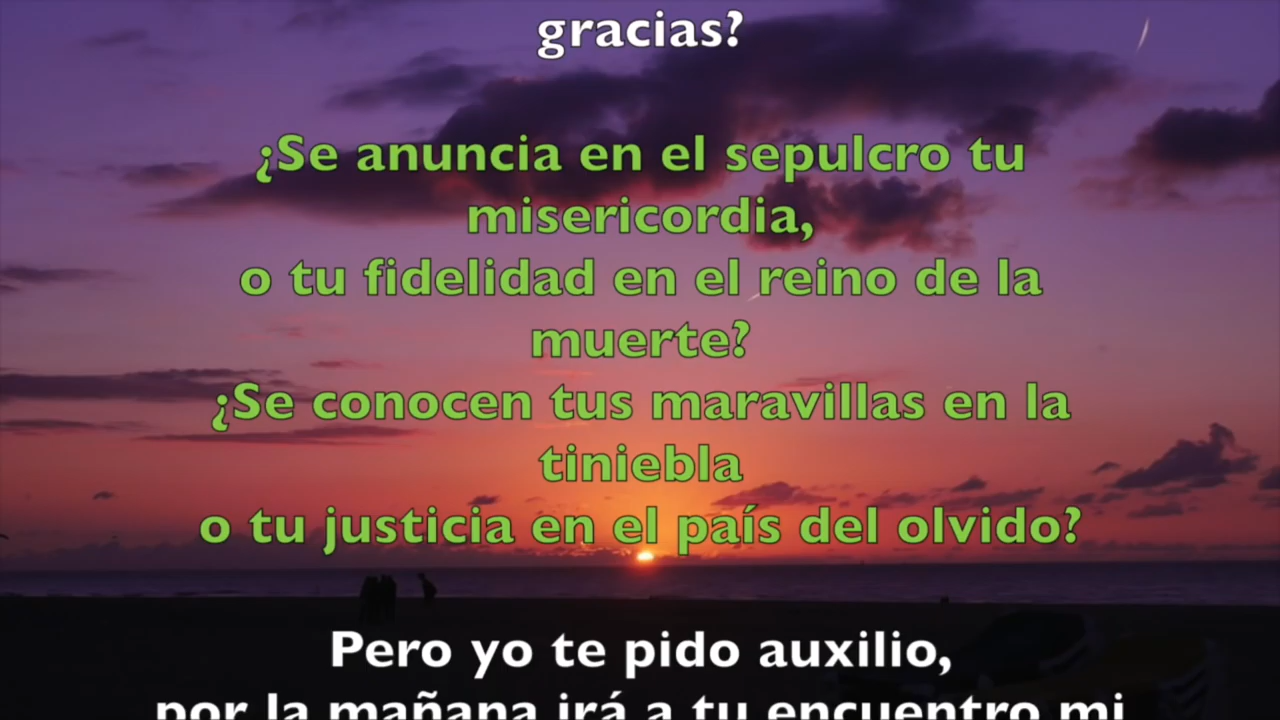 gracias?
¿Se anuncia en el sepulcro tu
misericordia,
o tu fidelidad en el reino de la
muerte?
¿Se conocen tus maravillas en la
tiniebla
o tu justicia en el país del olvido?
Pero yo te pido auxilio,
por la mañana irá a tu encuentro mi